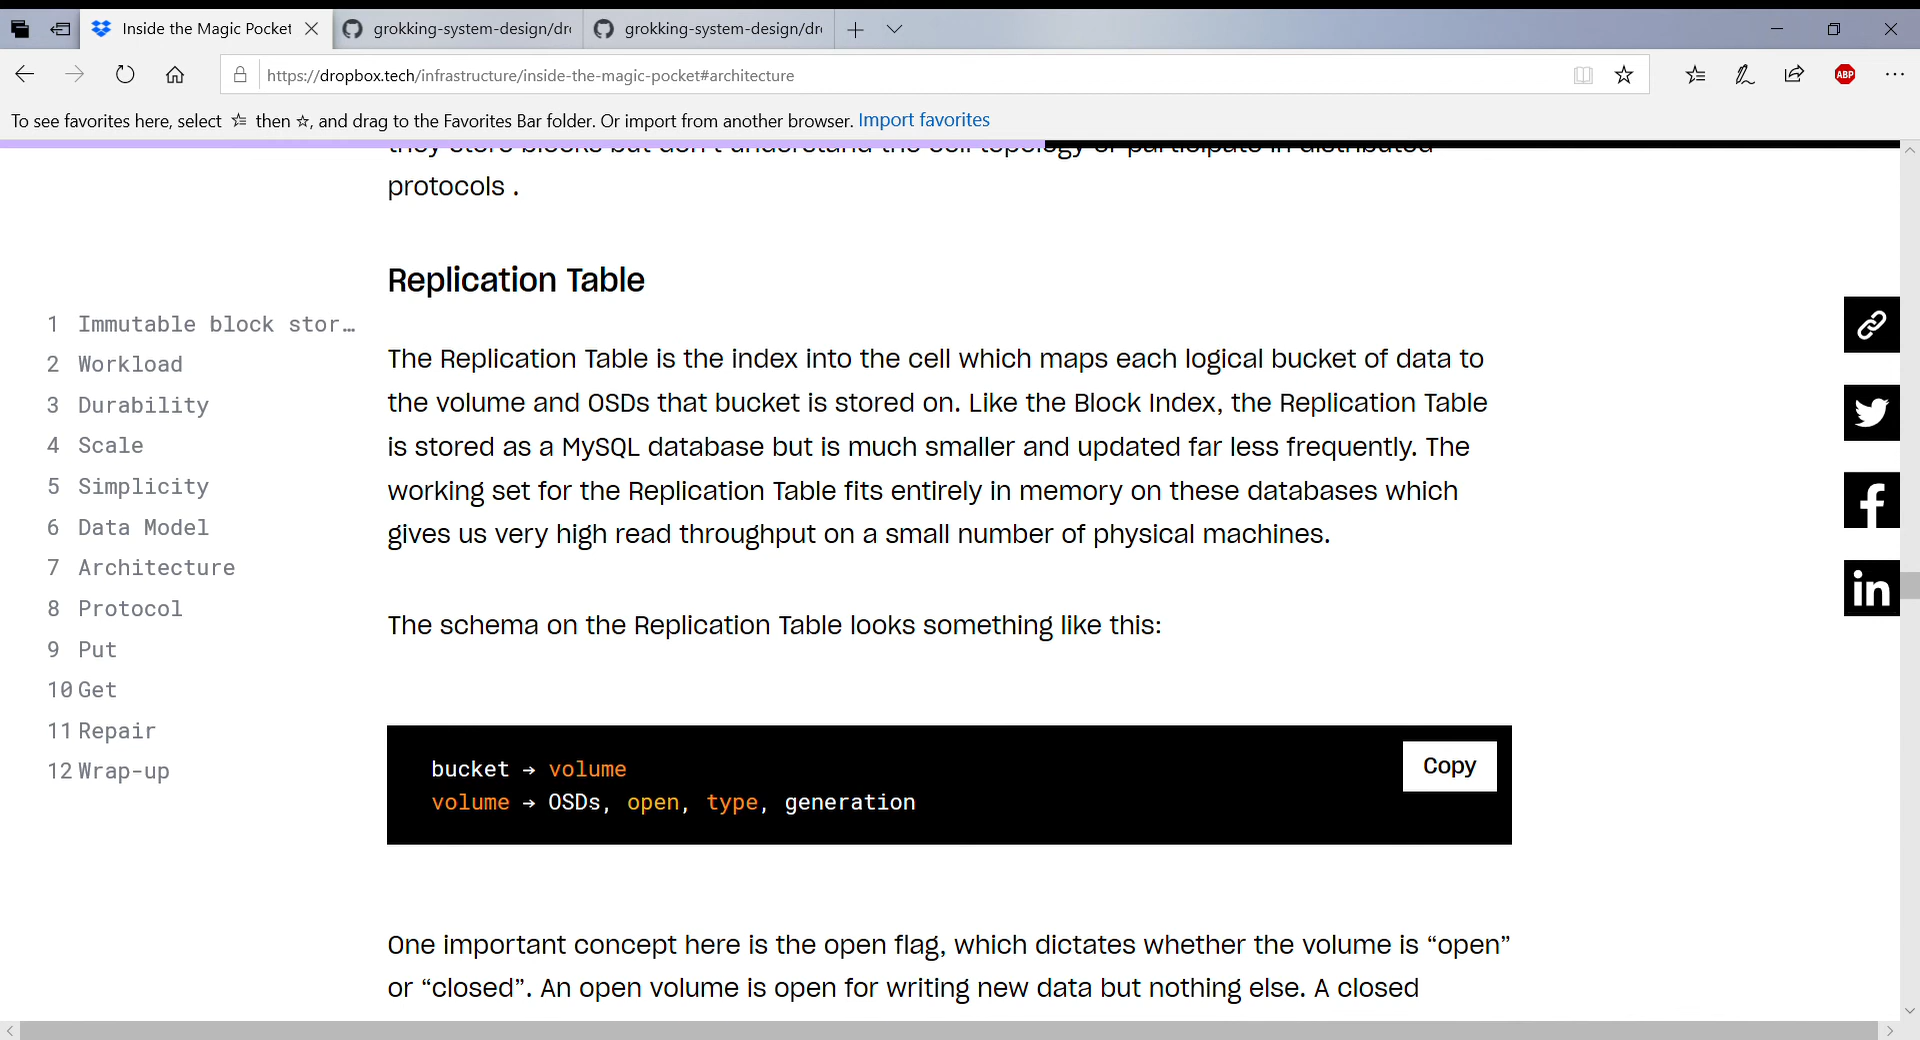 Inside the Magic Pocket
grokking-system-design/dr
grokking-system-design/dr
https://dropbox.tech/infrastructure/inside-the-magic-pocket#architecture
ABP
To see favorites here, select then , and drag to the Favorites Bar folder. Or import from another browser. Import favorites
they store blocks but don't understand the cell topology or participate in distributed
protocols .
Replication Table
1 Immutable block stor…
2 Workload
3 Durability
4 Scale
5 Simplicity
6 Data Model
7 Architecture
8 Protocol
9 Put
10 Get
11 Repair
12 Wrap-up
The Replication Table is the index into the cell which maps each logical bucket of data to
the volume and OSDs that bucket is stored on. Like the Block Index, the Replication Table
is stored as a MySQL database but is much smaller and updated far less frequently. The
working set for the Replication Table fits entirely in memory on these databases which
gives us very high read throughput on a small number of physical machines.
The schema on the Replication Table looks something like this:
Copy
bucket → volume
volume → OSDs, open, type, generation
One important concept here is the open flag, which dictates whether the volume is “open”
or “closed”. An open volume is open for writing new data but nothing else. A closed
in